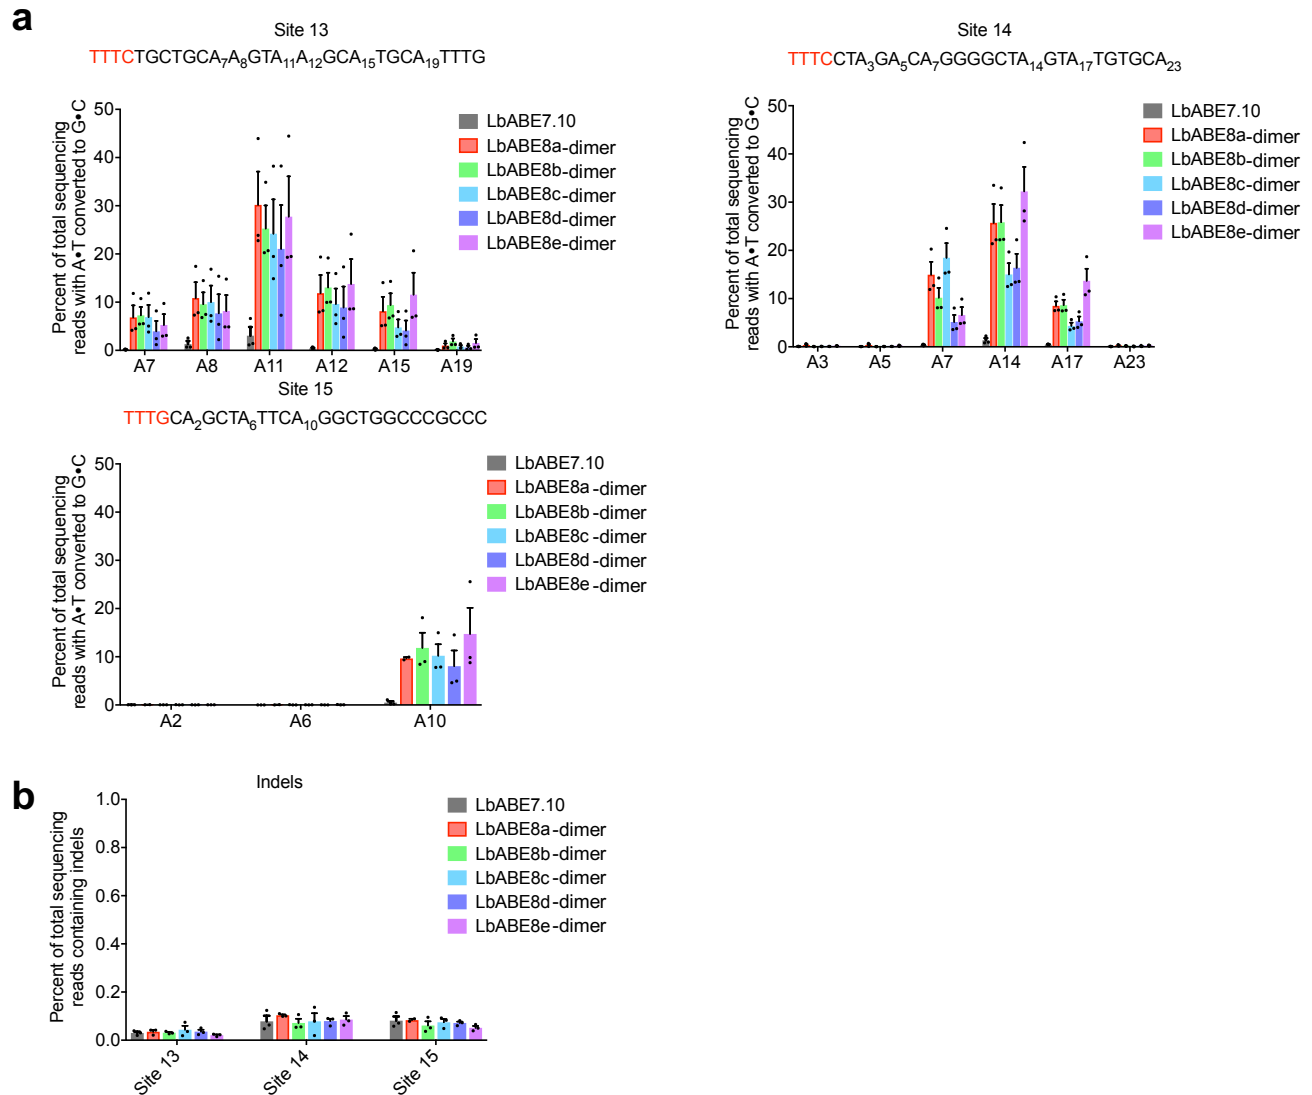 a
Site 13
TTTCTGCTGCA7A8GTA11A12GCA15TGCA19TTTG
Percent of total sequencing
reads with A•T converted to G•C
50
40
30
20
10
0
A7 A8 A11 A12 A15 A19
LbABE7.10
LbABE8a-dimer
LbABE8b-dimer
LbABE8c-dimer
LbABE8d-dimer
LbABE8e-dimer
Site 14
TTTCCTA3GA5CA7GGGGCTA14GTA17TGTGCA23
Percent of total sequencing
reads with A•T converted to G•C
50
40
30
20
10
0
A3 A5 A7 A14 A17 A23
LbABE7.10
LbABE8a-dimer
LbABE8b-dimer
LbABE8c-dimer
LbABE8d-dimer
LbABE8e-dimer
Site 15
TTTGCA2GCTA6TTCA10GGCTGGCCCGCCC
Percent of total sequencing
reads with A•T converted to G•C
50
40
30
20
10
0
A2 A6 A10
LbABE7.10
LbABE8a-dimer
LbABE8b-dimer
LbABE8c-dimer
LbABE8d-dimer
LbABE8e-dimer
b
Indels
Percent of total sequencing
reads containing indels
1.0
0.8
0.6
0.4
0.2
0.0
Site 13 Site 14 Site 15
LbABE7.10
LbABE8a-dimer
LbABE8b-dimer
LbABE8c-dimer
LbABE8d-dimer
LbABE8e-dimer